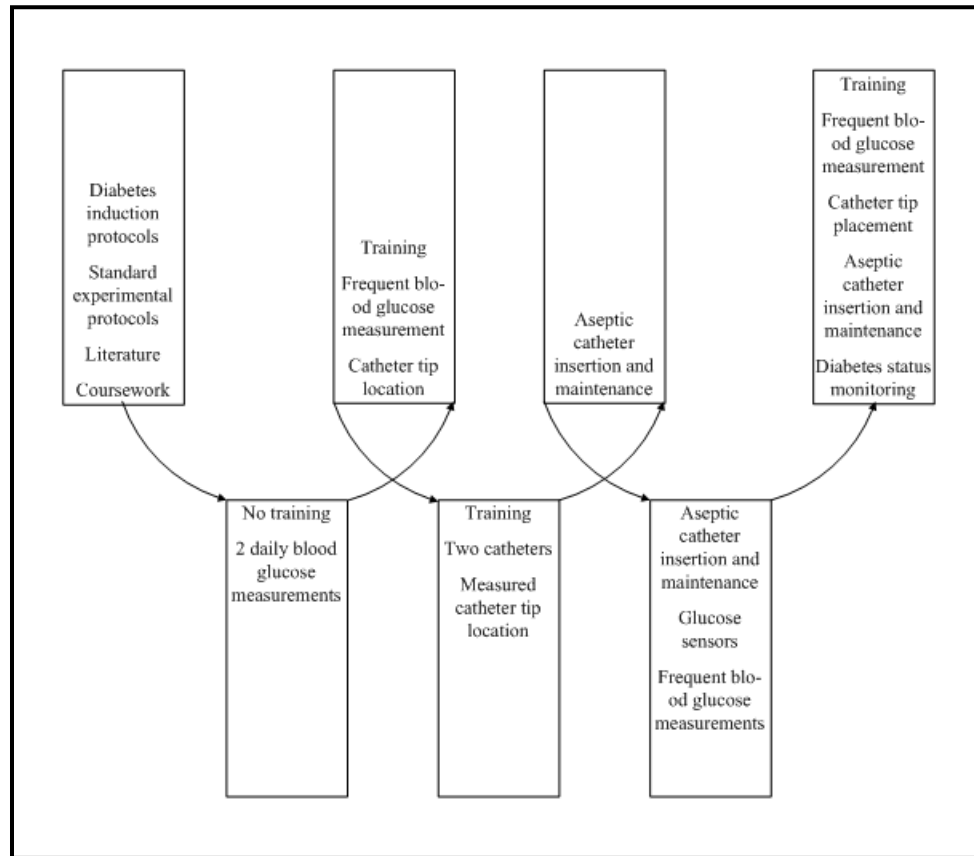 Diabetes
induction
protocols
Standard
experimental
protocols
Literature
Coursework
No training
2 daily blood
glucose
measurements
Training
Frequent blo-
od glucose
measurement
Catheter tip
location
Training
Two catheters
Measured
catheter tip
location
Aseptic
catheter
insertion and
maintenance
Aseptic
catheter
insertion and
maintenance
Glucose
sensors
Frequent blo-
od glucose
measurements
Training
Frequent blo-
od glucose
measurement
Catheter tip
placement
Aseptic
catheter
insertion and
maintenance
Diabetes status
monitoring